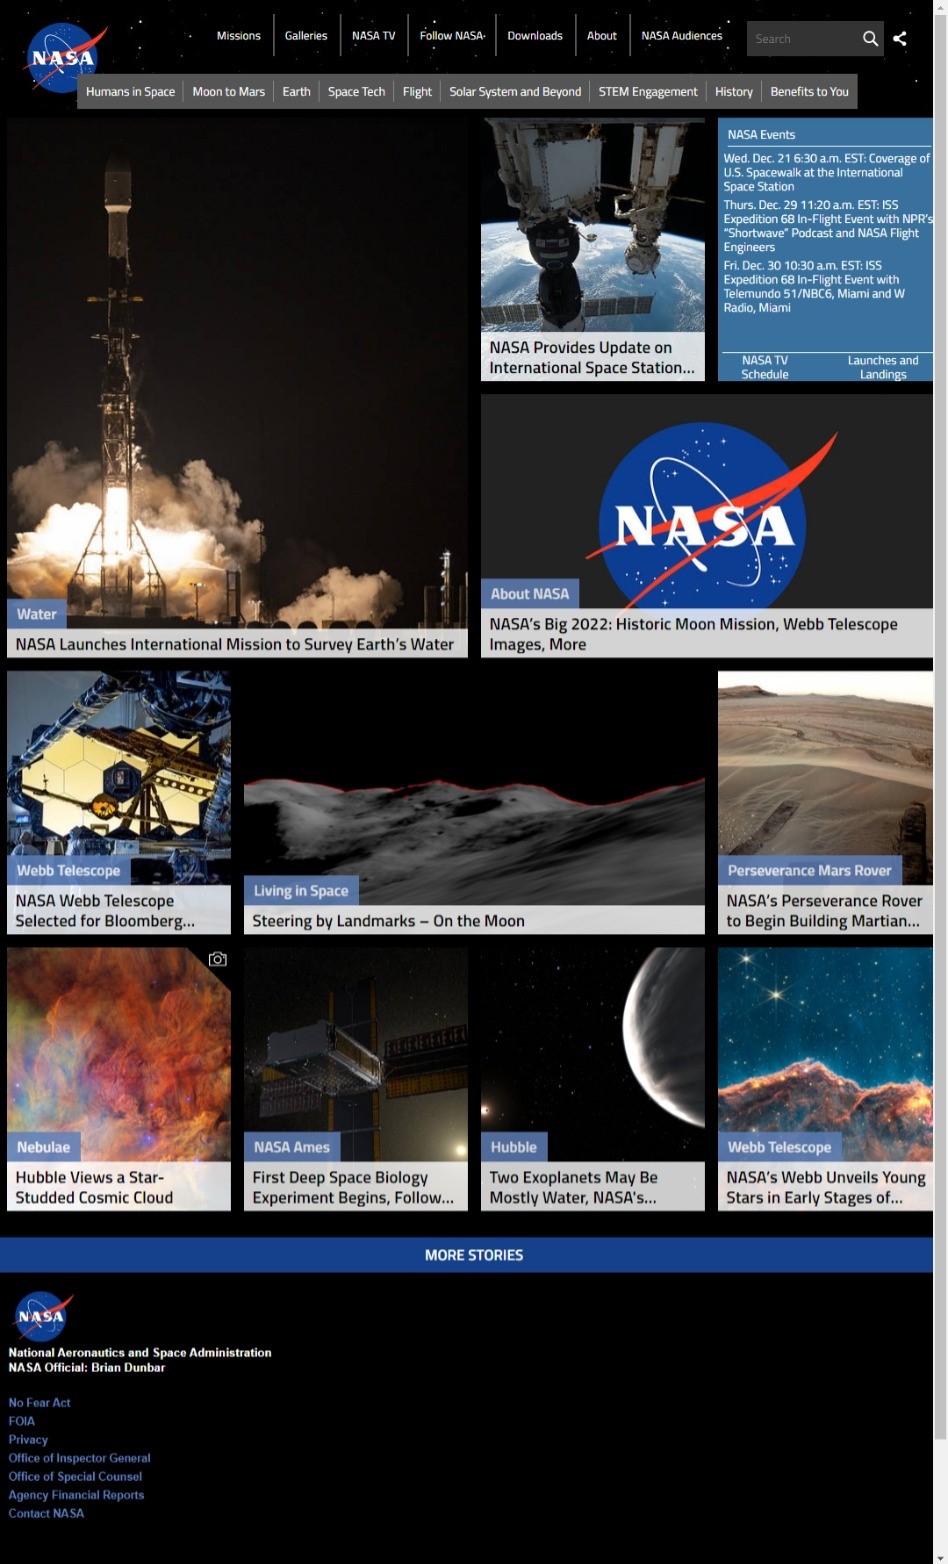 NASA
Missions
Galleries
NASA TV
Follow NASA
Downloads
About
NASA Audiences
Search
Humans in Space
Moon to Mars
Earth
Space Tech
Flight
Solar System and Beyond
STEM Engagement
History
Benefits to You
Water
NASA Launches International Mission to Survey Earth's Water
NASA Provides Update on
International Space Station...
NASA Events
Wed. Dec. 21 6:30 a.m. EST: Coverage of
U.S. Spacewalk at the International
Space Station
Thurs. Dec. 29 11:20 a.m. EST: ISS
Expedition 68 In-Flight Event with NPR's
“Shortwave” Podcast and NASA Flight
Engineers
Fri. Dec. 30 10:30 a.m. EST: ISS
Expedition 68 In-Flight Event with
Telemundo 51/NBC6, Miami and W
Radio, Miami
NASA TV
Schedule
Launches and
Landings
NASA
About NASA
NASA's Big 2022: Historic Moon Mission, Webb Telescope
Images, More
Webb Telescope
NASA Webb Telescope
Selected for Bloomberg...
Living in Space
Steering by Landmarks – On the Moon
Perseverance Mars Rover
NASA's Perseverance Rover
to Begin Building Martian...
Nebulae
Hubble Views a Star-
Studded Cosmic Cloud
NASA Ames
First Deep Space Biology
Experiment Begins, Follow...
Hubble
Two Exoplanets May Be
Mostly Water, NASA's...
Webb Telescope
NASA's Webb Unveils Young
Stars in Early Stages of...
MORE STORIES
NASA
National Aeronautics and Space Administration
NASA Official: Brian Dunbar
No Fear Act
FOIA
Privacy
Office of Inspector General
Office of Special Counsel
Agency Financial Reports
Contact NASA